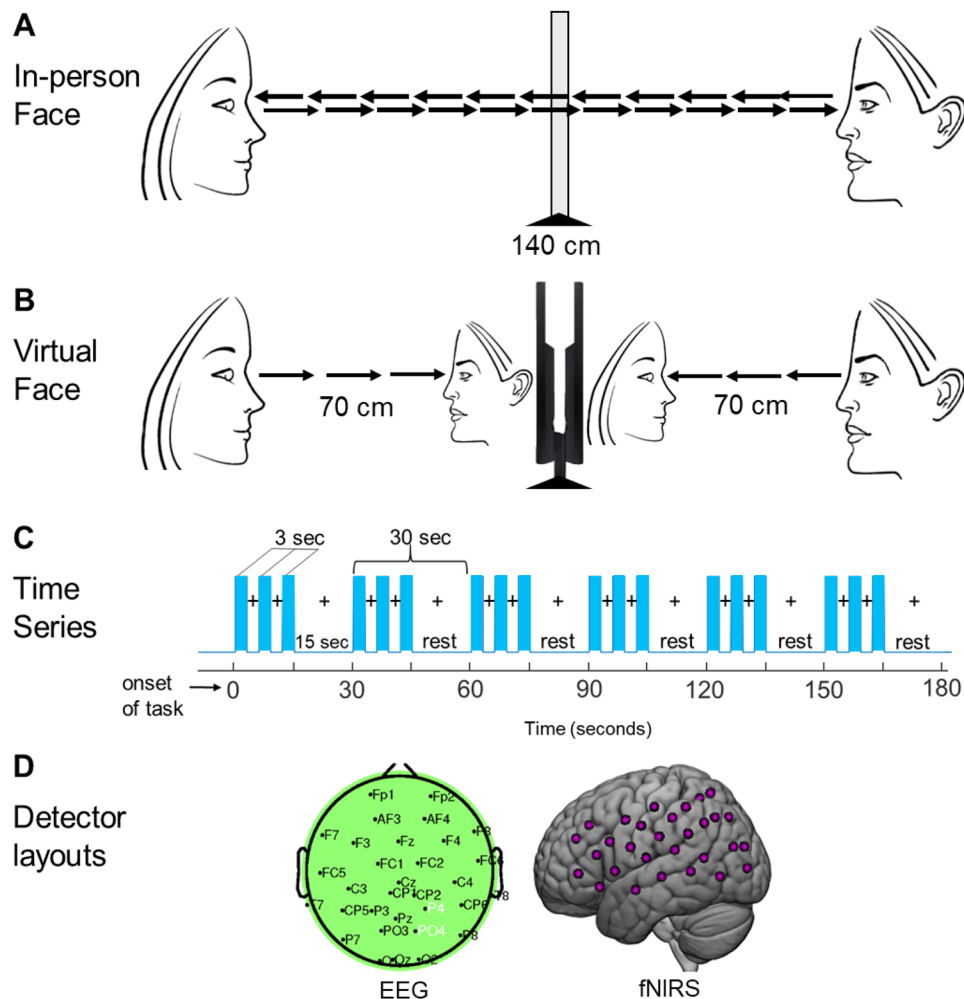 A
In-person
Face
140 cm
B
Virtual
Face
70 cm
70 cm
C
Time
Series
3 sec
30 sec
+ + + + + + + + + + + + + + + + + +
15 sec rest rest rest rest rest
onset
of task
0 30 60 90 120 150 180
Time (seconds)
D
Detector
layouts
Fp1 Fp2
AF3 AF4
F7 F3 Fz F4 F8
FC5 FC1 FC2 FC6
C3 Cz C4
T7 CP5 CP1 CP2 CP6 T8
P3 P4
Pz
P7 PO3 PO4 P8
Oz O2
EEG
fNIRS